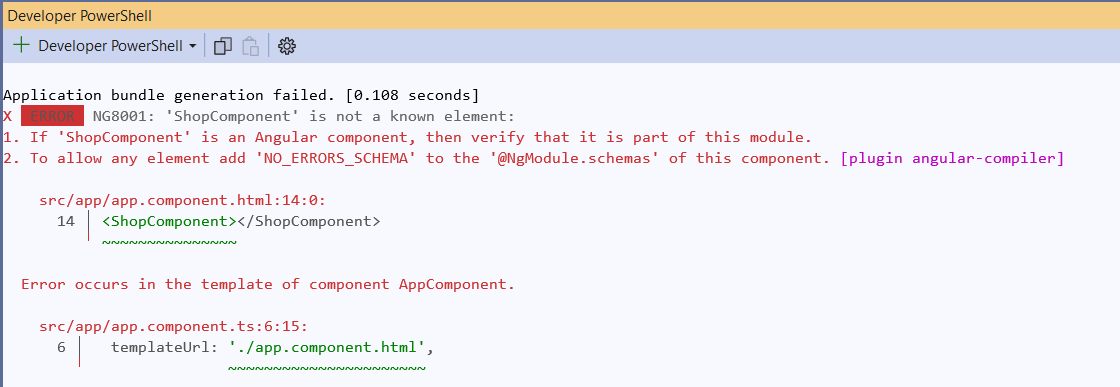 Developer PowerShell
Developer PowerShell
Application bundle generation failed. [0.108 seconds]
X ERROR NG8001: 'ShopComponent' is not a known element:
1. If 'ShopComponent' is an Angular component, then verify that it is part of this module.
2. To allow any element add 'NO_ERRORS_SCHEMA' to the '@NgModule.schemas' of this component. [plugin angular-compiler]
src/app/app.component.html:14:0:
14 │ <ShopComponent></ShopComponent>
~~~~~~~~~~~~~~~
Error occurs in the template of component AppComponent.
src/app/app.component.ts:6:15:
6 │ templateUrl: './app.component.html',
~~~~~~~~~~~~~~~~~~~~~~